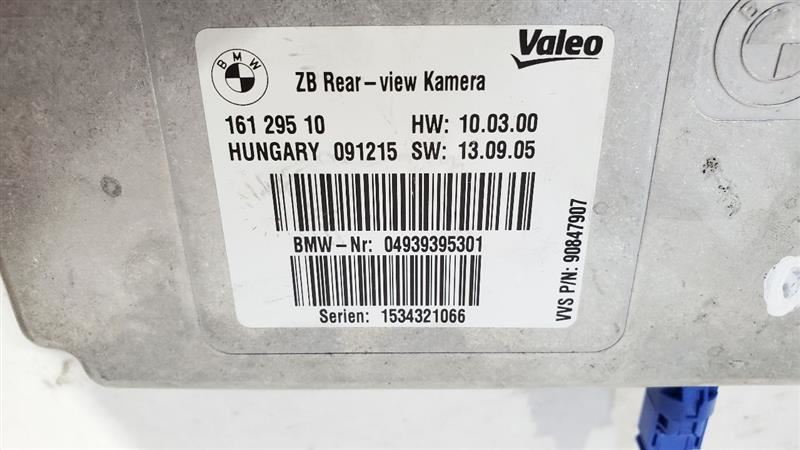 BMW
Valeo
ZB Rear-view Kamera
161 295 10 HW: 10.03.00
HUNGARY 091215 SW: 13.09.05
BMW-Nr: 04939395301
Serien: 1534321066
VVS P/N: 90847907